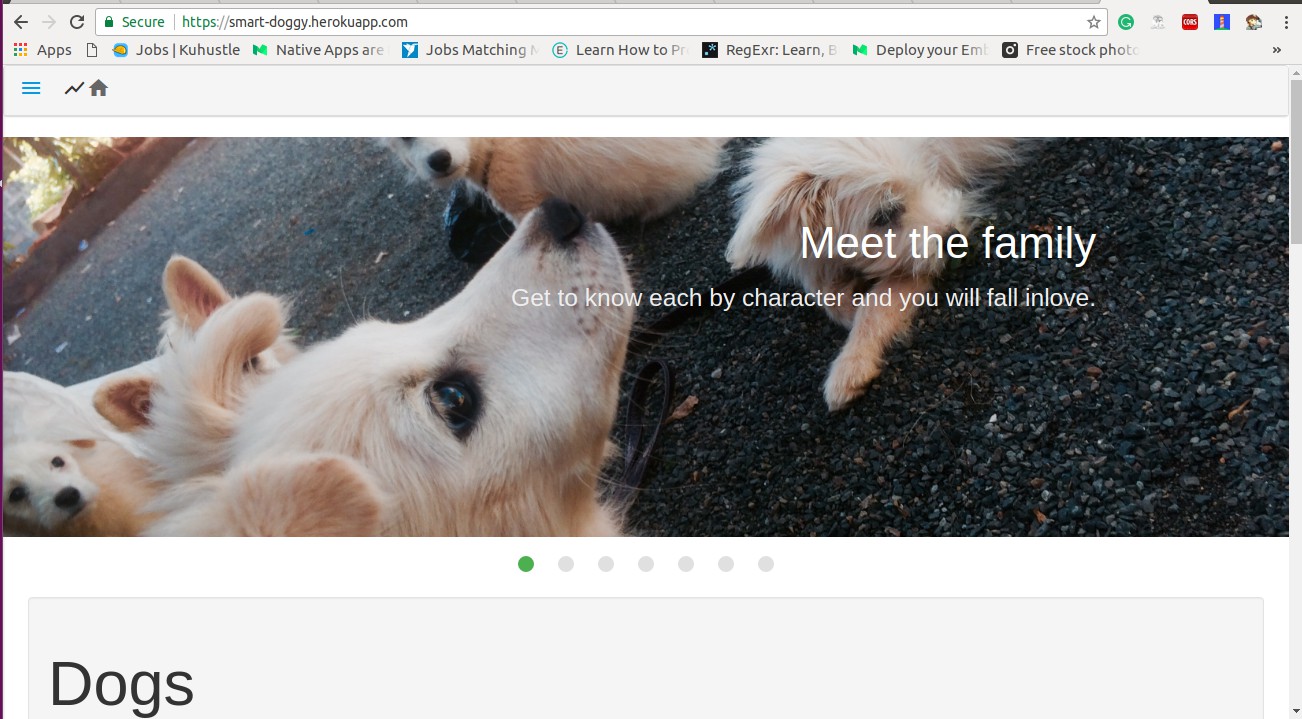 Secure https://smart-doggy.herokuapp.com
CORS
Apps Jobs | Kuhustle Native Apps are Jobs Matching Learn How to Pr RegExr: Learn, B Deploy your Emb Free stock photo »
Meet the family
Get to know each by character and you will fall inlove.
Dogs